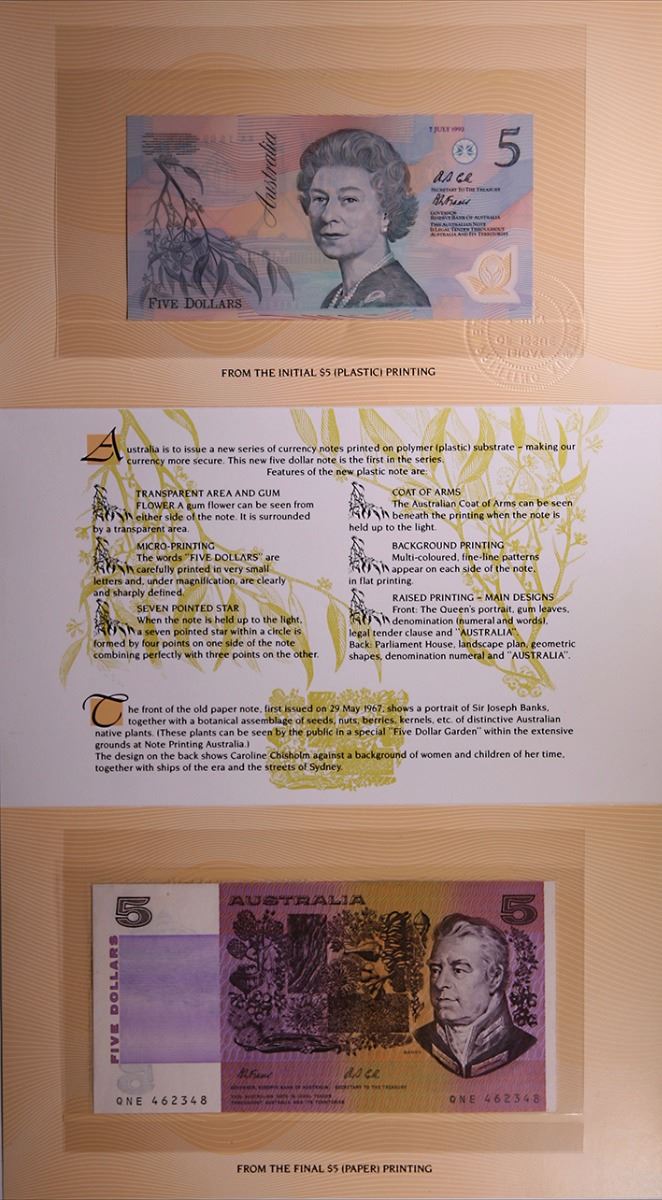 7 JULY 1992
5
Australia
SECRETARY TO THE TREASURY
GOVERNOR
RESERVE BANK OF AUSTRALIA
THIS AUSTRALIAN NOTE
IS LEGAL TENDER THROUGHOUT
AUSTRALIA AND ITS TERRITORIES
FIVE DOLLARS
FROM THE INITIAL $5 (PLASTIC) PRINTING
Australia is to issue a new series of currency notes printed on polymer (plastic) substrate – making our
currency more secure. This new five dollar note is the first in the series.
Features of the new plastic note are:
TRANSPARENT AREA AND GUM
FLOWER A gum flower can be seen from
either side of the note. It is surrounded
by a transparent area.
MICRO-PRINTING
The words "FIVE DOLLARS" are
carefully printed in very small
letters and, under magnification, are clearly
and sharply defined.
SEVEN POINTED STAR
When the note is held up to the light,
a seven pointed star within a circle is
formed by four points on one side of the note
combining perfectly with three points on the other.
COAT OF ARMS
The Australian Coat of Arms can be seen
beneath the printing when the note is
held up to the light.
BACKGROUND PRINTING
Multi-coloured, fine-line patterns
appear on each side of the note,
in flat printing.
RAISED PRINTING – MAIN DESIGNS
Front: The Queen's portrait, gum leaves,
denomination (numeral and words),
legal tender clause and "AUSTRALIA".
Back: Parliament House, landscape plan, geometric
shapes, denomination numeral and "AUSTRALIA".
The front of the old paper note, first issued on 29 May 1967, shows a portrait of Sir Joseph Banks,
together with a botanical assemblage of seeds, nuts, berries, kernels, etc. of distinctive Australian
native plants. (These plants can be seen by the public in a special "Five Dollar Garden" within the extensive
grounds at Note Printing Australia.)
The design on the back shows Caroline Chisholm against a background of women and children of her time,
together with ships of the era and the streets of Sydney.
5
AUSTRALIA
5
FIVE DOLLARS
BANKS
GOVERNOR, RESERVE BANK OF AUSTRALIA SECRETARY TO THE TREASURY
THIS AUSTRALIAN NOTE IS LEGAL TENDER
THROUGHOUT AUSTRALIA AND ITS TERRITORIES
QNE 462348
QNE 462348
FROM THE FINAL $5 (PAPER) PRINTING